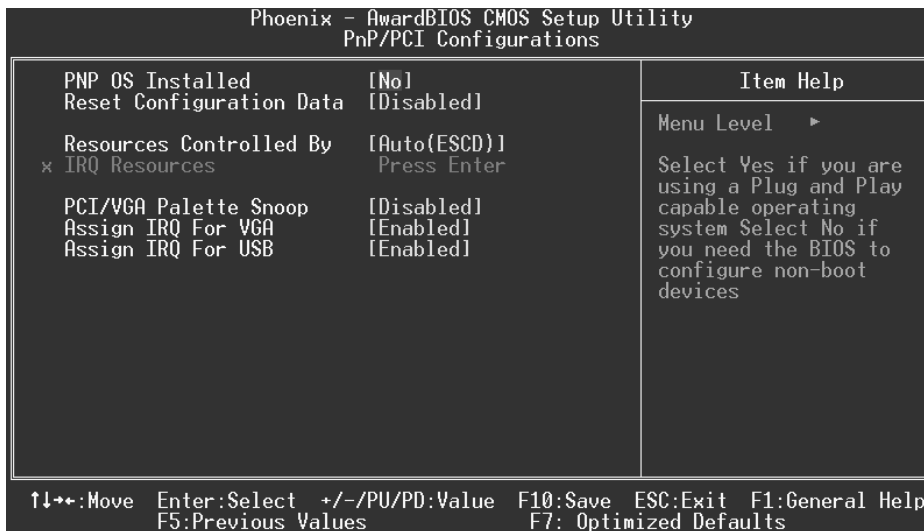 Phoenix - AwardBIOS CMOS Setup Utility
PnP/PCI Configurations
PNP OS Installed [No]
Reset Configuration Data [Disabled]
Resources Controlled By [Auto(ESCD)]
x IRQ Resources Press Enter
PCI/VGA Palette Snoop [Disabled]
Assign IRQ For VGA [Enabled]
Assign IRQ For USB [Enabled]
Item Help
Menu Level ►
Select Yes if you are
using a Plug and Play
capable operating
system Select No if
you need the BIOS to
configure non-boot
devices
↑↓→←:Move Enter:Select +/-/PU/PD:Value F10:Save ESC:Exit F1:General Help
F5:Previous Values F7: Optimized Defaults